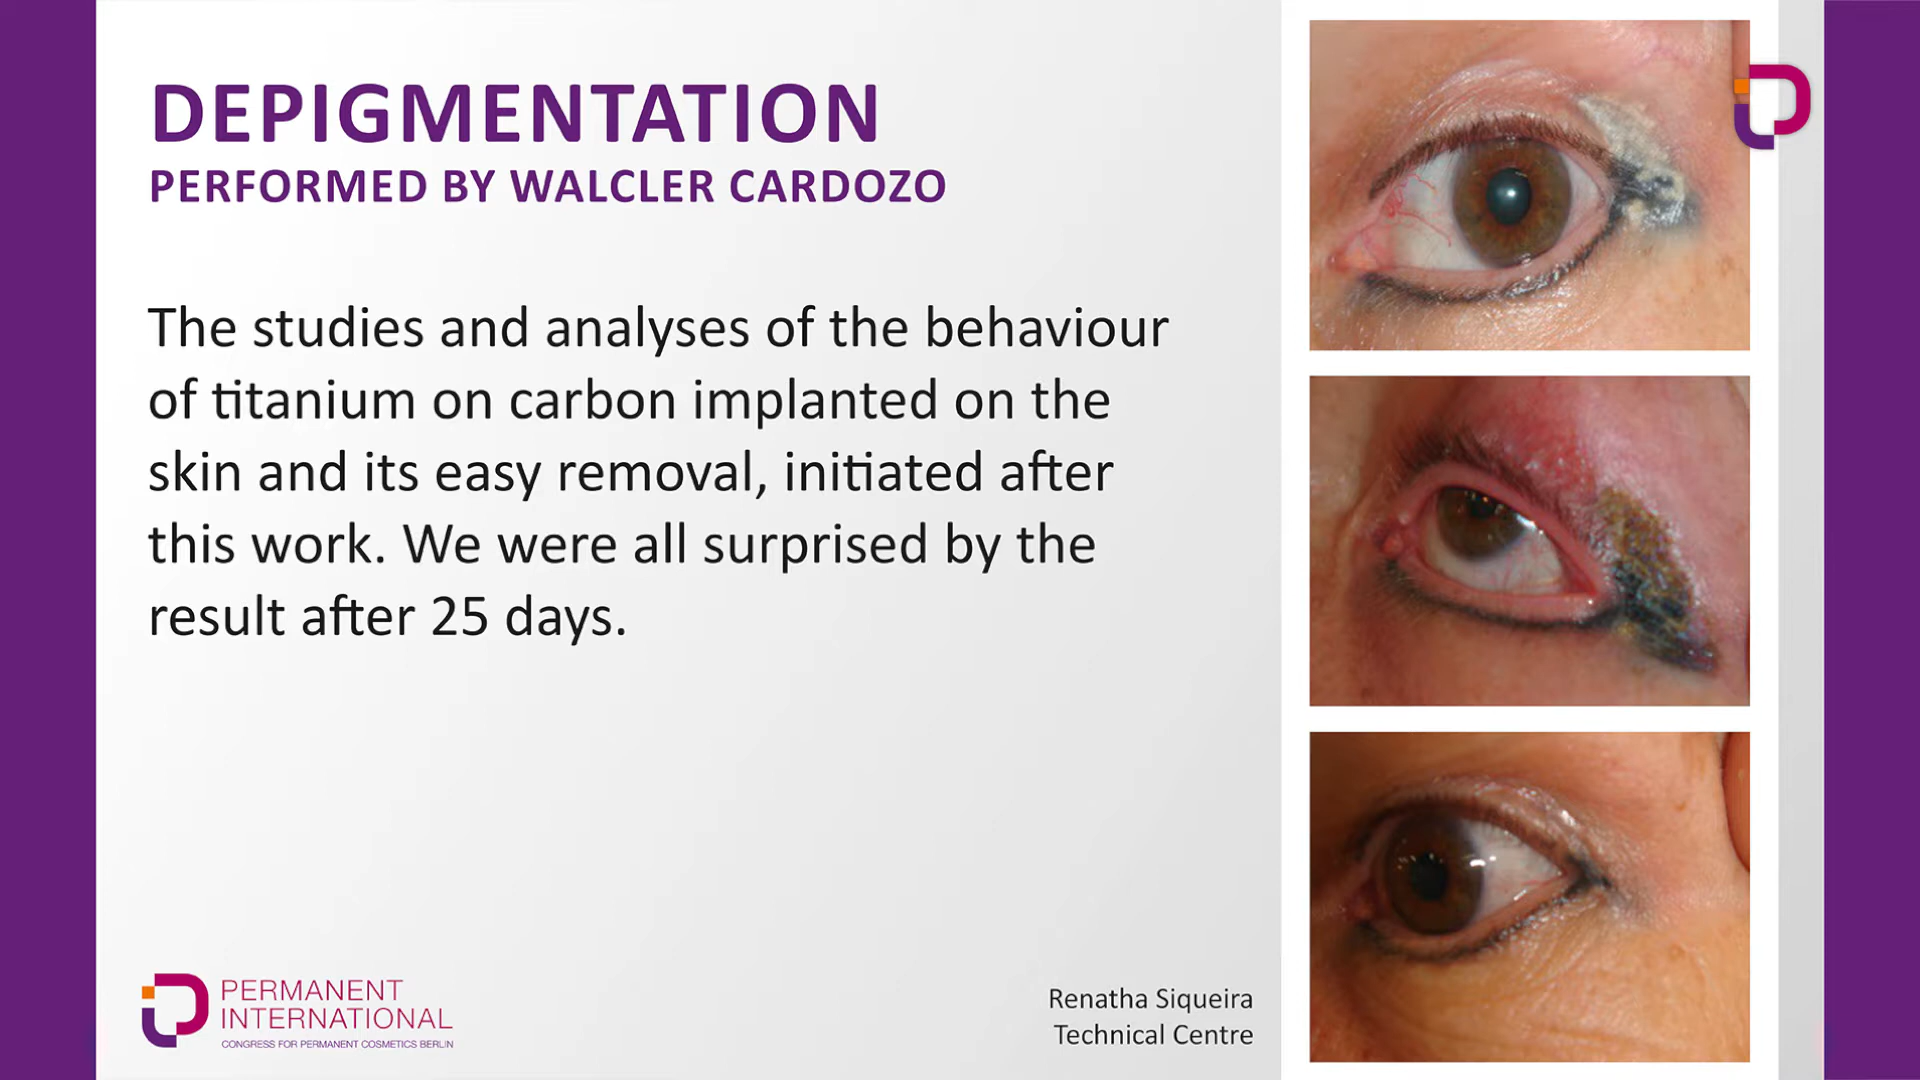 DEPIGMENTATION
PERFORMED BY WALCLER CARDOZO
The studies and analyses of the behaviour
of titanium on carbon implanted on the
skin and its easy removal, initiated after
this work. We were all surprised by the
result after 25 days.
PERMANENT
INTERNATIONAL
CONGRESS FOR PERMANENT COSMETICS BERLIN
Renatha Siqueira
Technical Centre